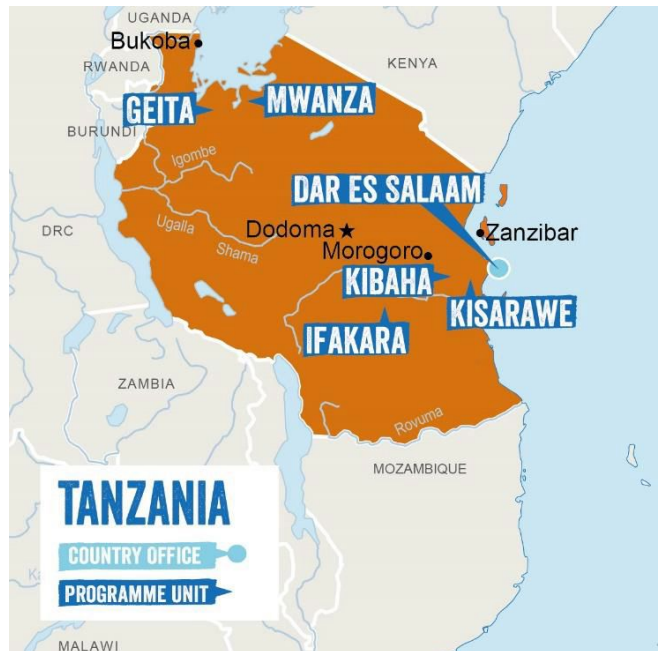 UGANDA
Bukoba
RWANDA
KENYA
GEITA
MWANZA
BURUNDI
Igombe
DAR ES SALAAM
DRC
Ugalla
Dodoma
Zanzibar
Shama
Morogoro
KIBAHA
KISARAWE
IFAKARA
ZAMBIA
Rovuma
MOZAMBIQUE
TANZANIA
COUNTRY OFFICE
PROGRAMME UNIT
MALAWI